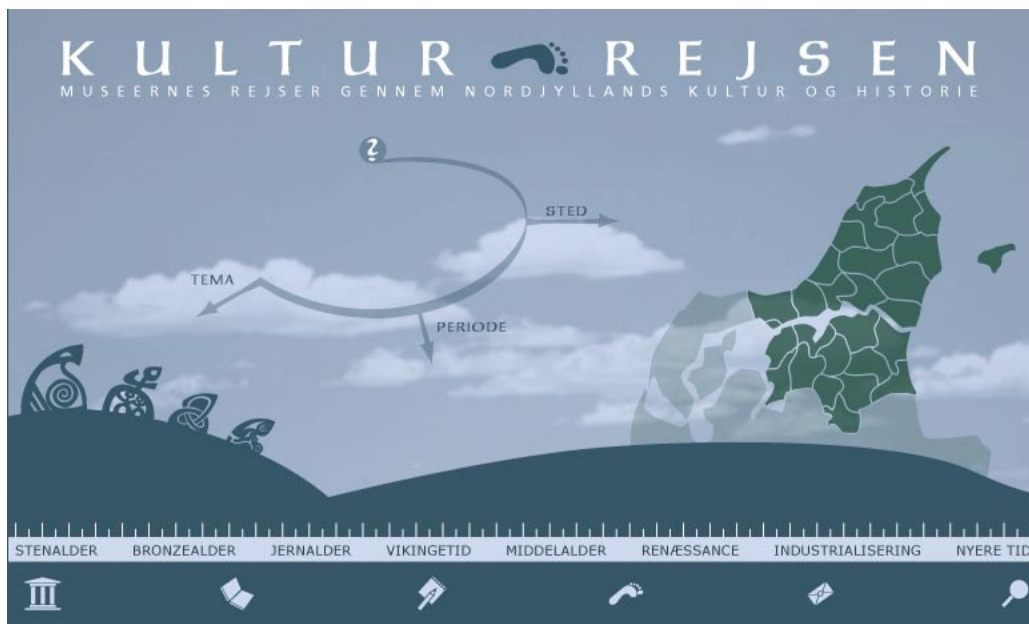 KULTUR REJSEN
MUSEERNES REJSER GENNEM NORDJYLLANDS KULTUR OG HISTORIE
?
STED
TEMA
PERIODE
STENALDER BRONZEALDER JERNALDER VIKINGETID MIDDELALDER RENÆSSANCE INDUSTRIALISERING NYERE TID